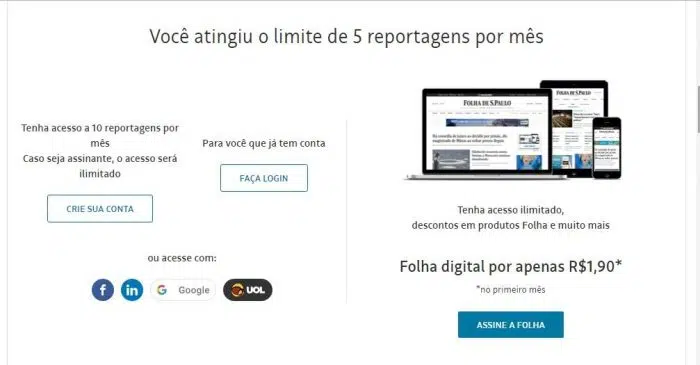 Você atingiu o limite de 5 reportagens por mês
Tenha acesso a 10 reportagens por
mês
Caso seja assinante, o acesso será
ilimitado
CRIE SUA CONTA
Para você que já tem conta
FAÇA LOGIN
ou acesse com:
f
in
G Google
UOL
FOLHA DE S.PAULO
Tenha acesso ilimitado,
descontos em produtos Folha e muito mais
Folha digital por apenas R$1,90*
*no primeiro mês
ASSINE A FOLHA